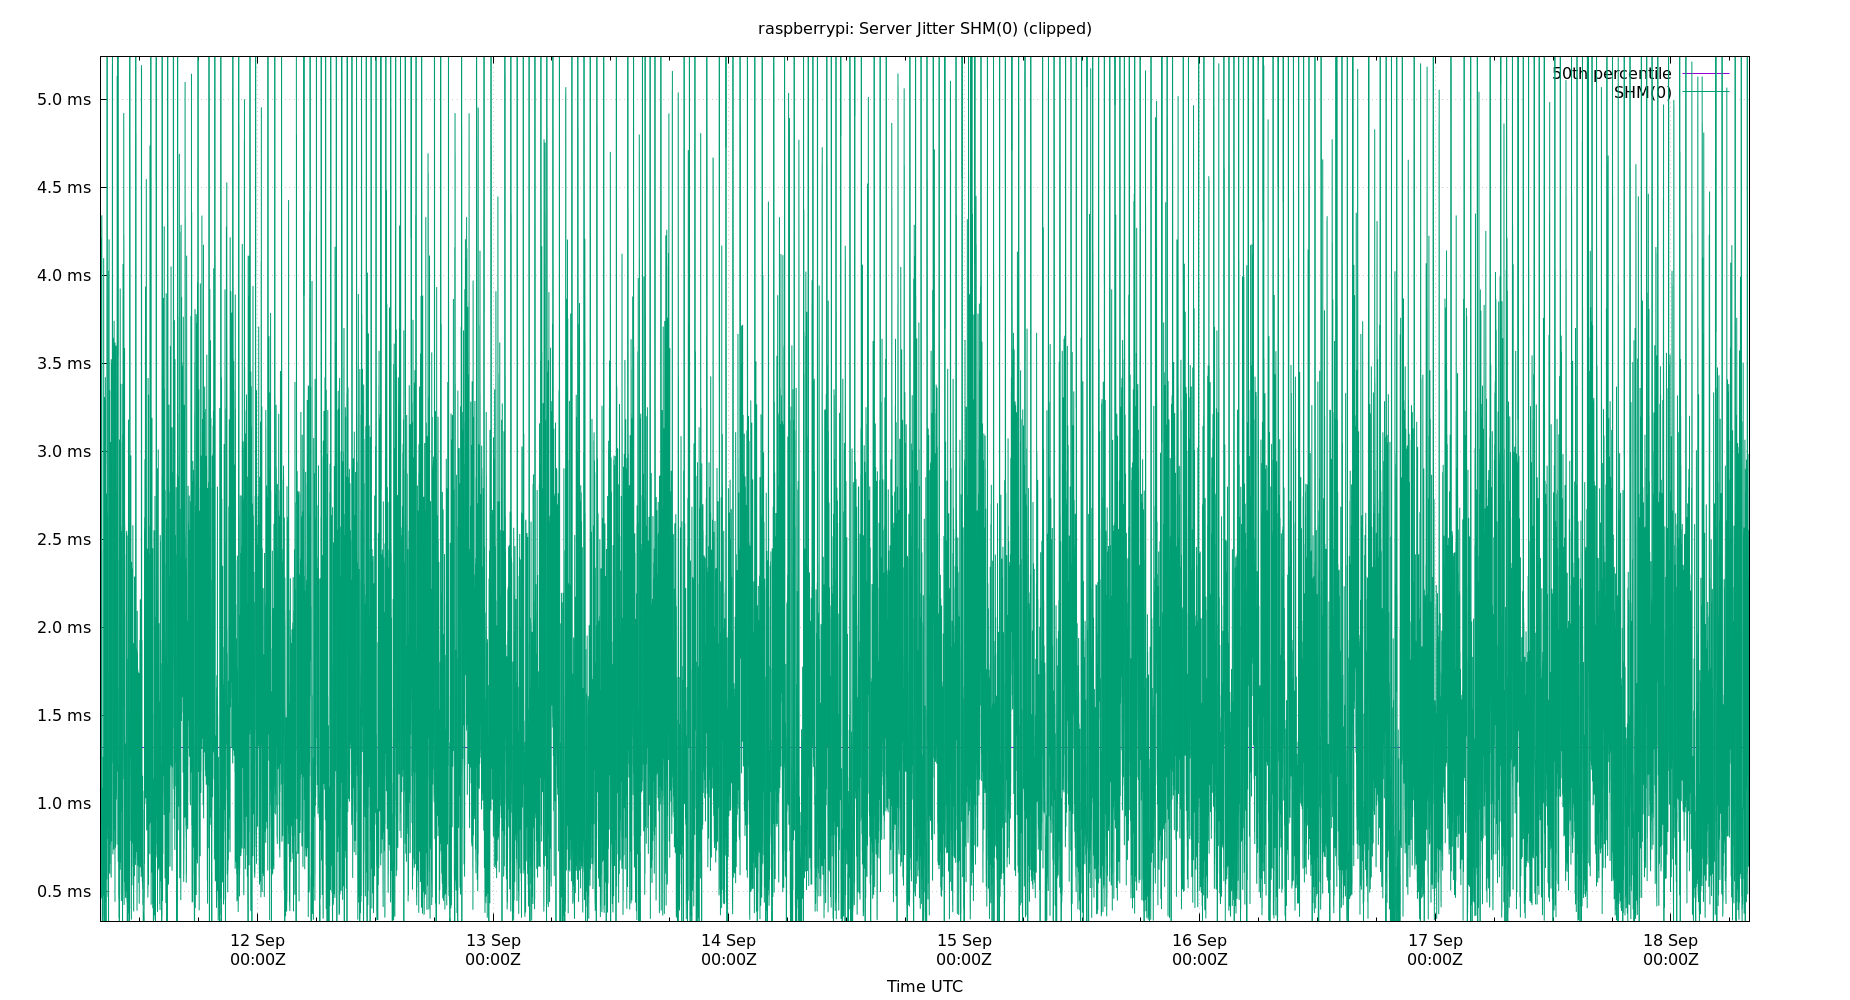 raspberrypi: Server Jitter SHM(0) (clipped)
50th percentile
SHM(0)
5.0 ms
4.5 ms
4.0 ms
3.5 ms
3.0 ms
2.5 ms
2.0 ms
1.5 ms
1.0 ms
0.5 ms
12 Sep 13 Sep 14 Sep 15 Sep 16 Sep 17 Sep 18 Sep
00:00Z 00:00Z 00:00Z 00:00Z 00:00Z 00:00Z 00:00Z
Time UTC